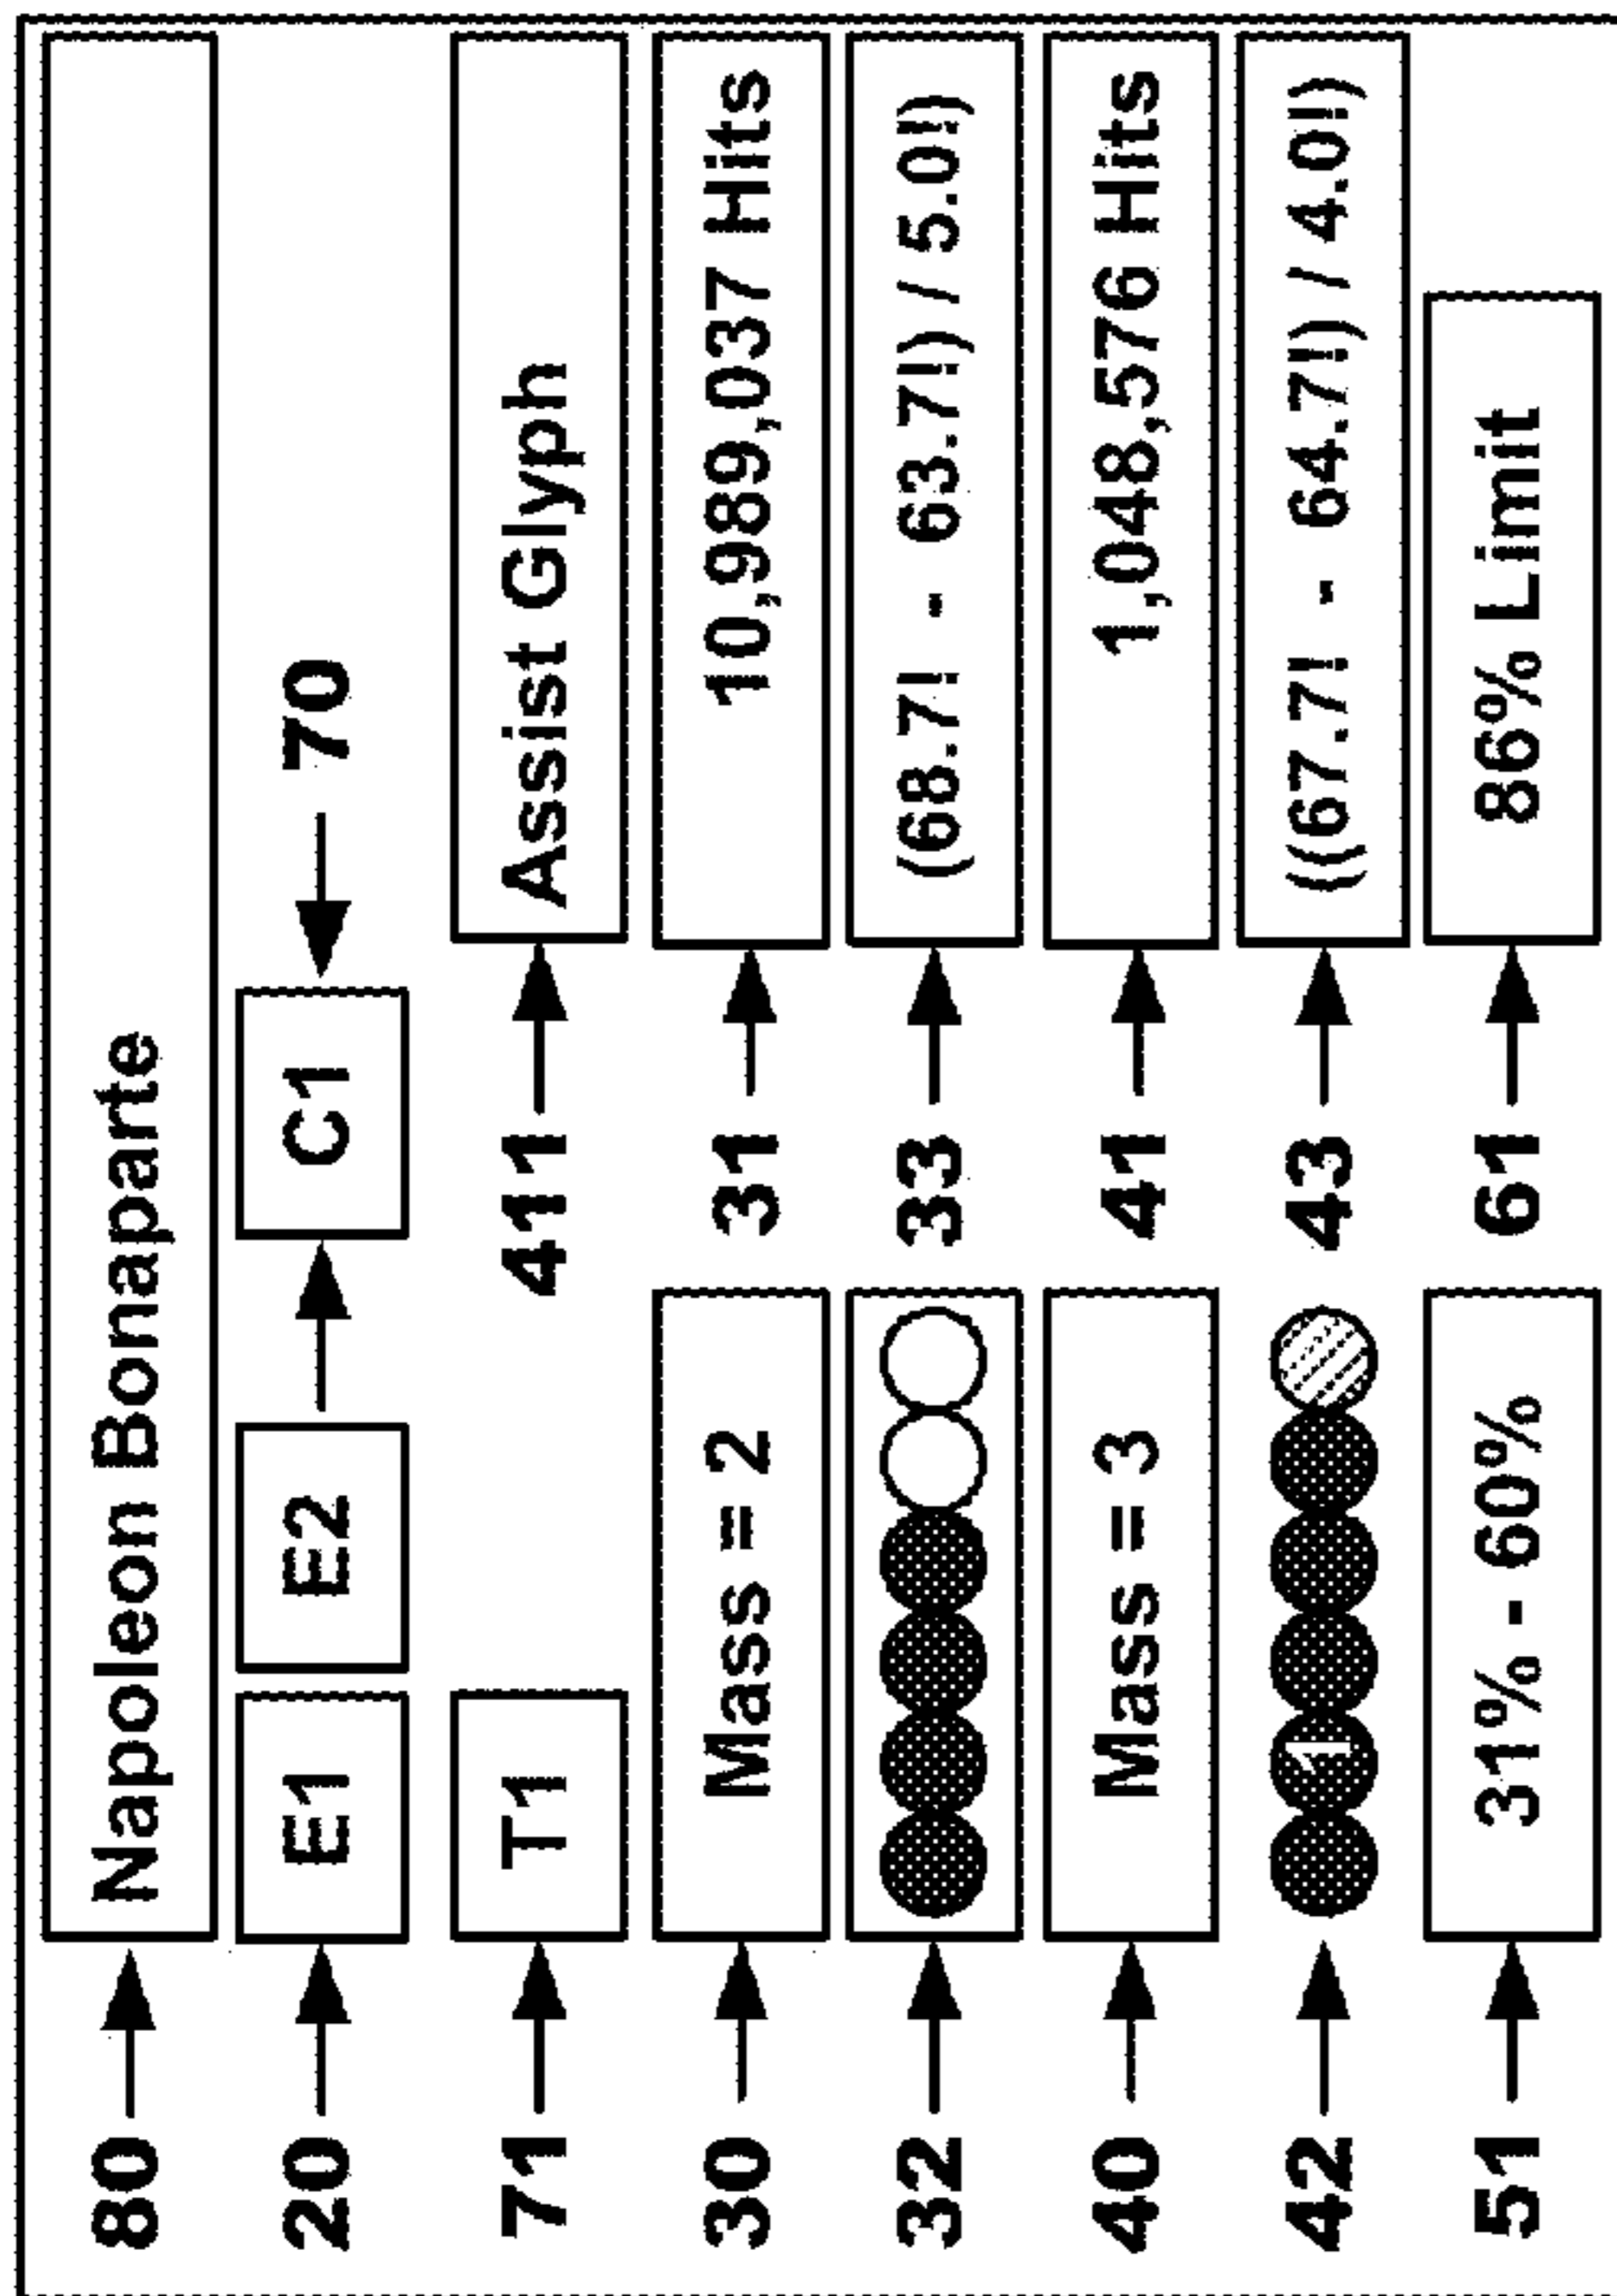 80 Napoleon Bonaparte
20 E1 E2 C1 70
71 T1 411 Assist Glyph
30 Mass = 2 31 10,989,037 Hits
32 33 (68.7! - 63.7!) / 5.0!)
40 Mass = 3 41 1,048,576 Hits
42 1 43 ((67.7! - 64.7!) / 4.0!)
51 31% - 60% 61 86% Limit